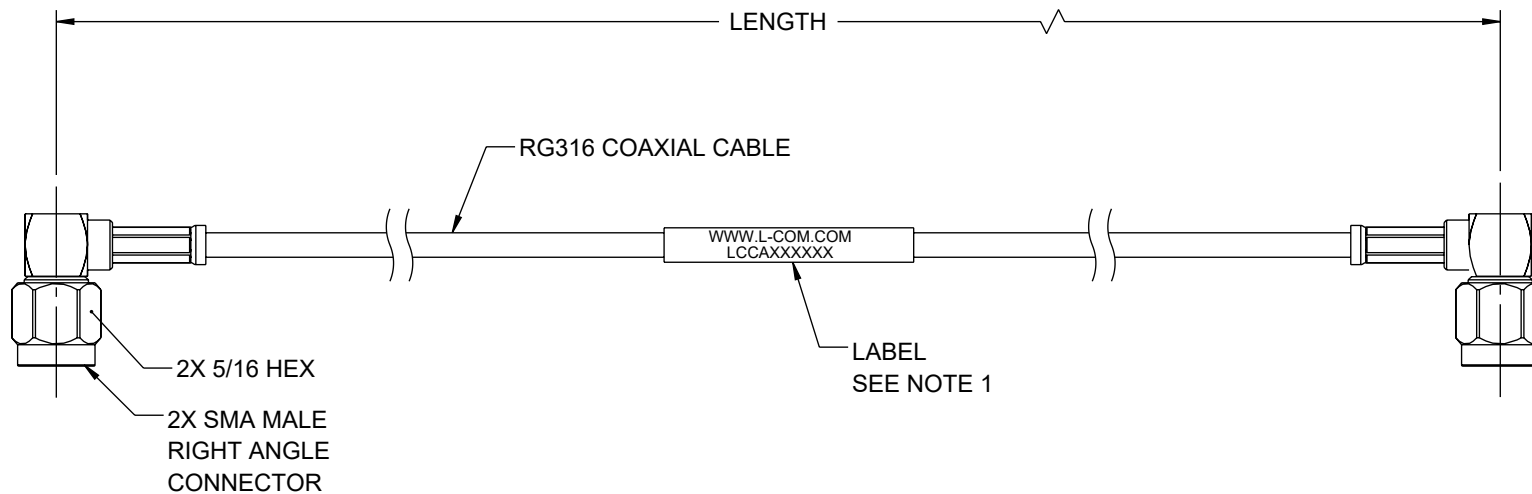 LENGTH
RG316 COAXIAL CABLE
WWW.L-COM.COM
LCCAXXXXXX
LABEL
SEE NOTE 1
2X 5/16 HEX
2X SMA MALE
RIGHT ANGLE
CONNECTOR